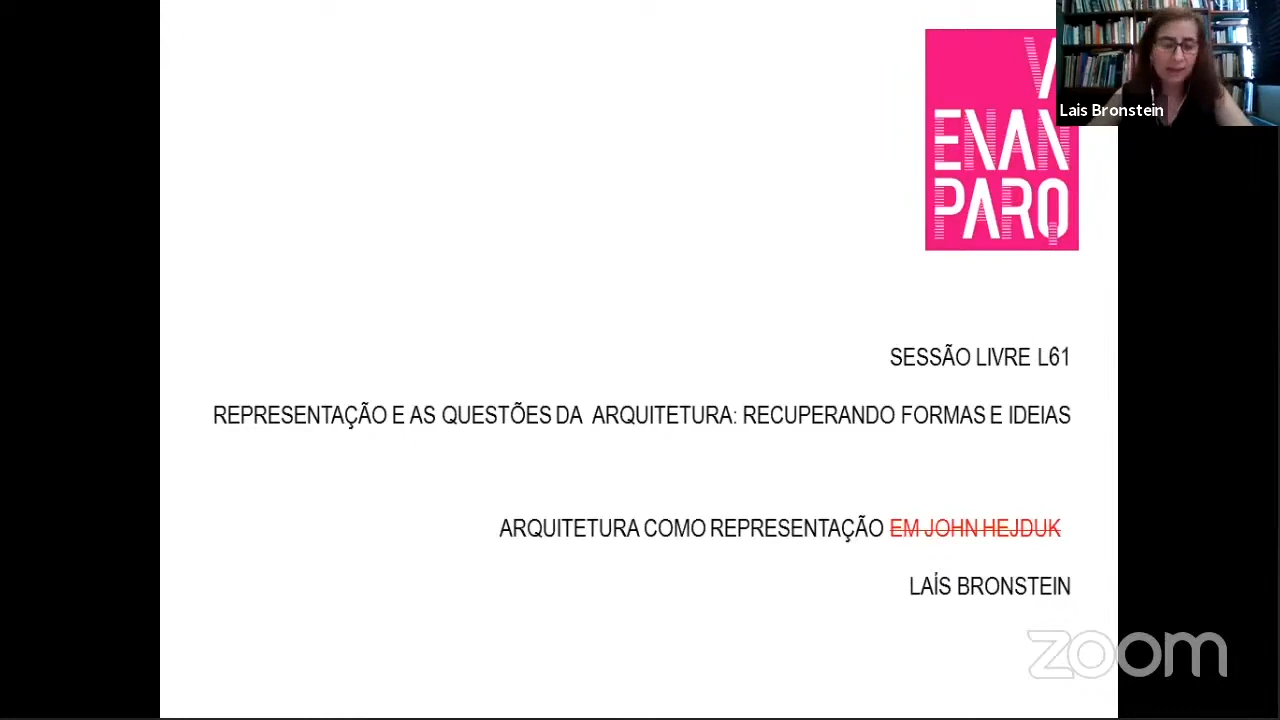 V
ENAN
PARQ
Lais Bronstein
SESSÃO LIVRE L61
REPRESENTAÇÃO E AS QUESTÕES DA ARQUITETURA: RECUPERANDO FORMAS E IDEIAS
ARQUITETURA COMO REPRESENTAÇÃO EM JOHN HEJDUK
LAÍS BRONSTEIN
zoom